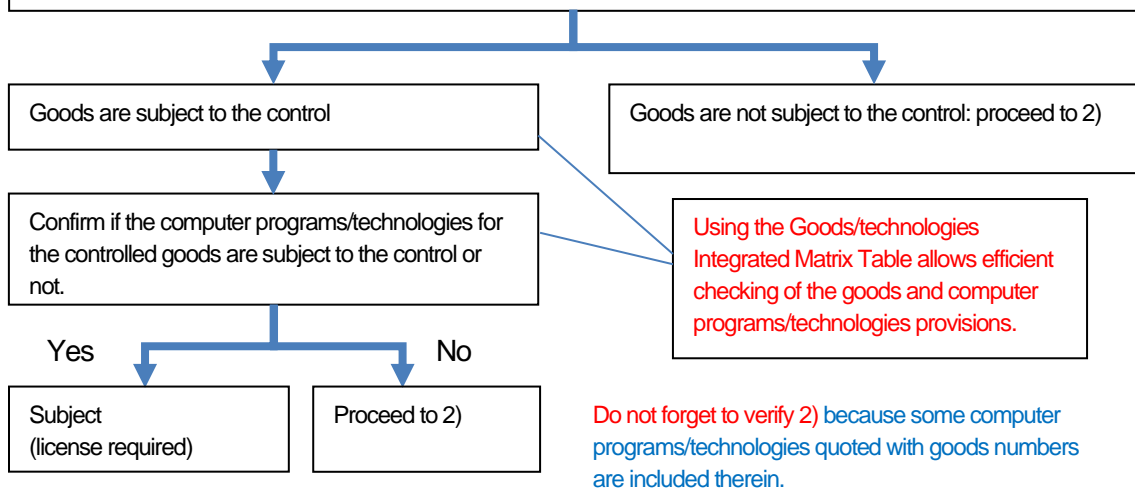 Goods are subject to the control
Goods are not subject to the control: proceed to 2)
Confirm if the computer programs/technologies for
the controlled goods are subject to the control or
not.
Using the Goods/technologies
Integrated Matrix Table allows efficient
checking of the goods and computer
programs/technologies provisions.
Yes
No
Subject
(license required)
Proceed to 2)
Do not forget to verify 2) because some computer
programs/technologies quoted with goods numbers
are included therein.